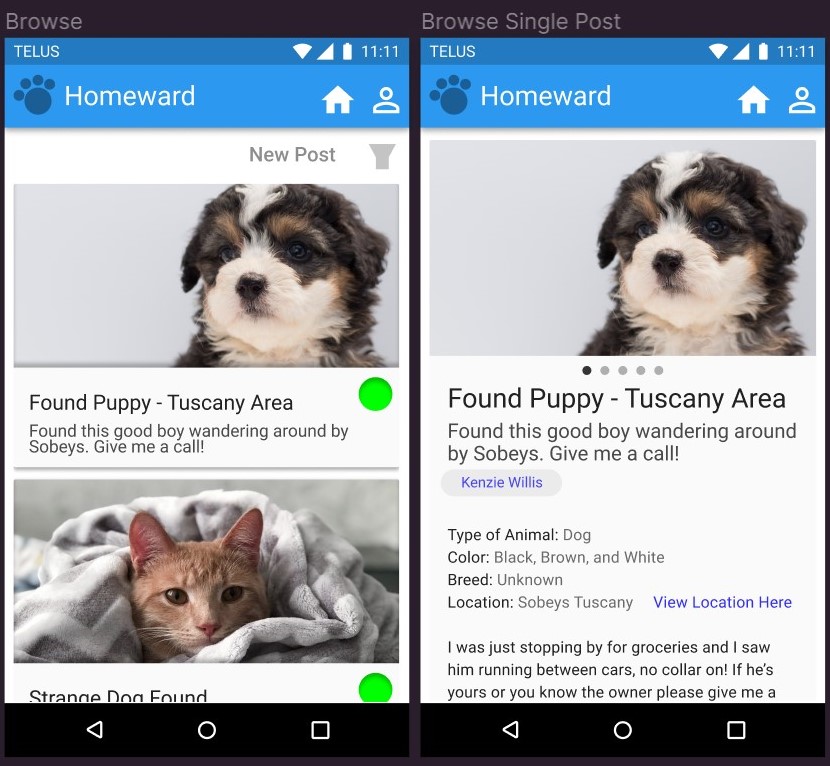 Browse
TELUS 11:11
Homeward
New Post
Found Puppy - Tuscany Area
Found this good boy wandering around by
Sobeys. Give me a call!
Strange Dog Found
Browse Single Post
TELUS 11:11
Homeward
Found Puppy - Tuscany Area
Found this good boy wandering around
by Sobeys. Give me a call!
Kenzie Willis
Type of Animal: Dog
Color: Black, Brown, and White
Breed: Unknown
Location: Sobeys Tuscany View Location Here
I was just stopping by for groceries and I saw
him running between cars, no collar on! If he’s
yours or you know the owner please give me a